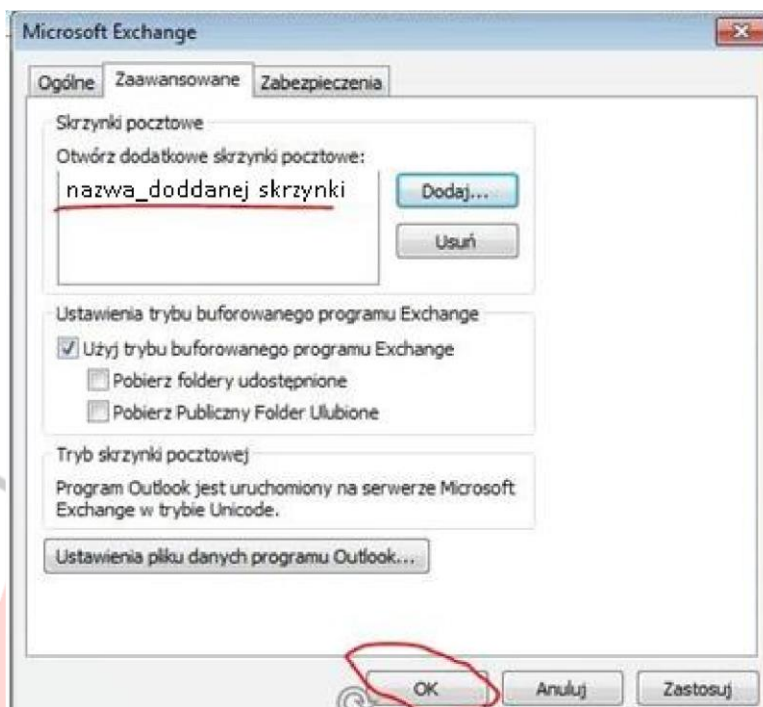 Microsoft Exchange
Ogólne Zaawansowane Zabezpieczenia
Skrzynki pocztowe
Otwórz dodatkowe skrzynki pocztowe:
nazwa_doddanej skrzynki
Dodaj...
Usuń
Ustawienia trybu buforowanego programu Exchange
Użyj trybu buforowanego programu Exchange
Pobierz foldery udostępnione
Pobierz Publiczny Folder Ulubione
Tryb skrzynki pocztowej
Program Outlook jest uruchomiony na serwerze Microsoft
Exchange w trybie Unicode.
Ustawienia pliku danych programu Outlook...
OK Anuluj Zastosuj